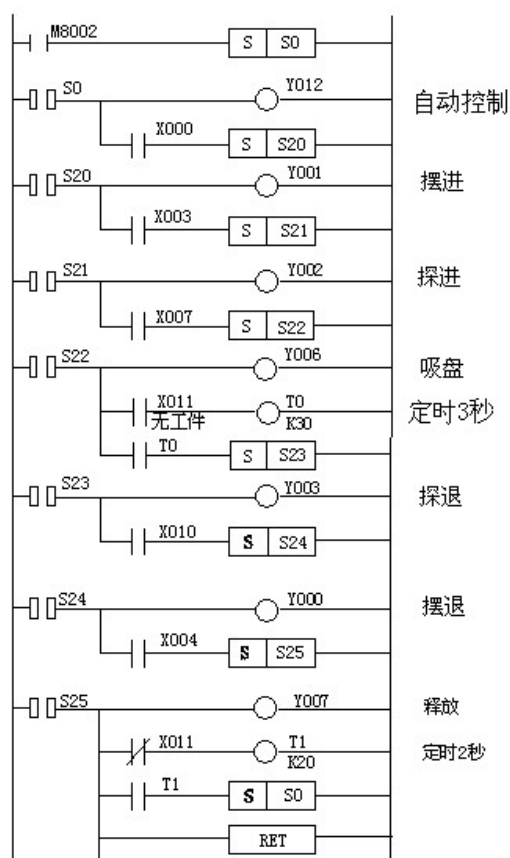 M8002
S S0
S0 Y012 自动控制
X000 S S20
S20 Y001 摆进
X003 S S21
S21 Y002 探进
X007 S S22
S22 Y006 吸盘
X011 T0 定时3秒
无工件 K30
T0 S S23
S23 Y003 探退
X010 S S24
S24 Y000 摆退
X004 S S25
S25 Y007 释放
X011 T1 定时2秒
K20
T1 S S0
RET